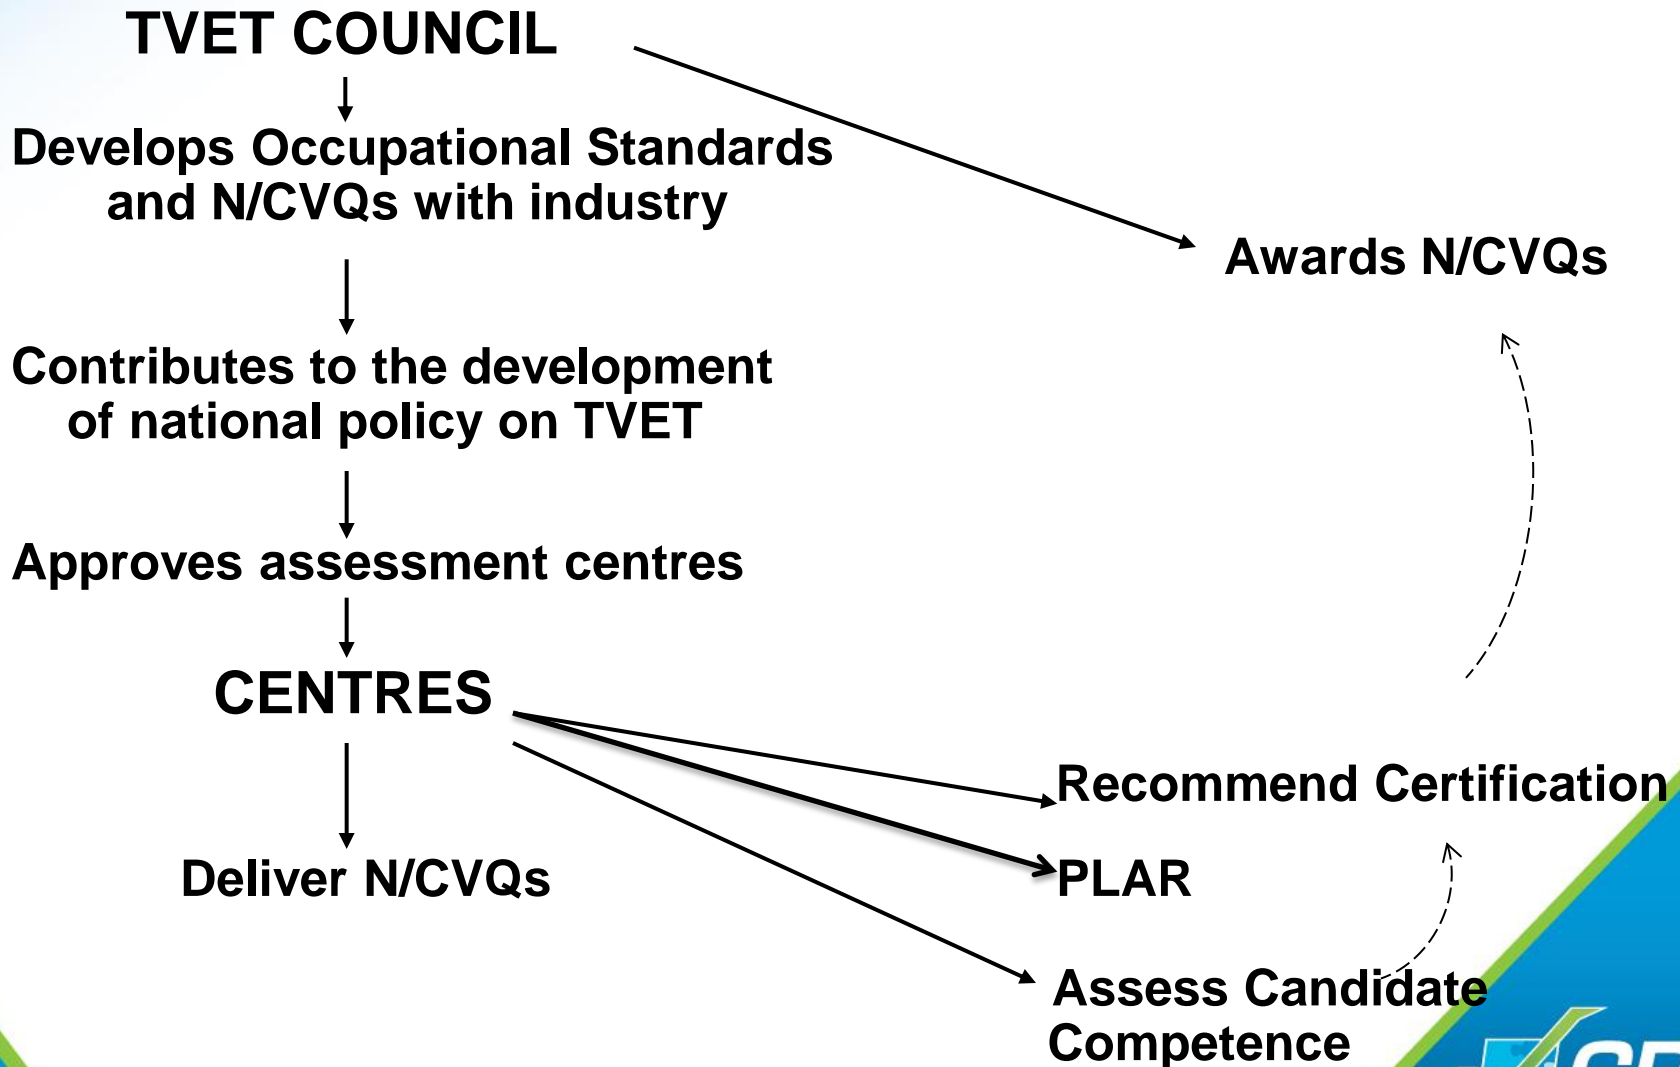 TVET COUNCIL
Develops Occupational Standards
and N/CVQs with industry
Awards N/CVQs
Contributes to the development
of national policy on TVET
Approves assessment centres
CENTRES
Recommend Certification
Deliver N/CVQs
PLAR
Assess Candidate
Competence